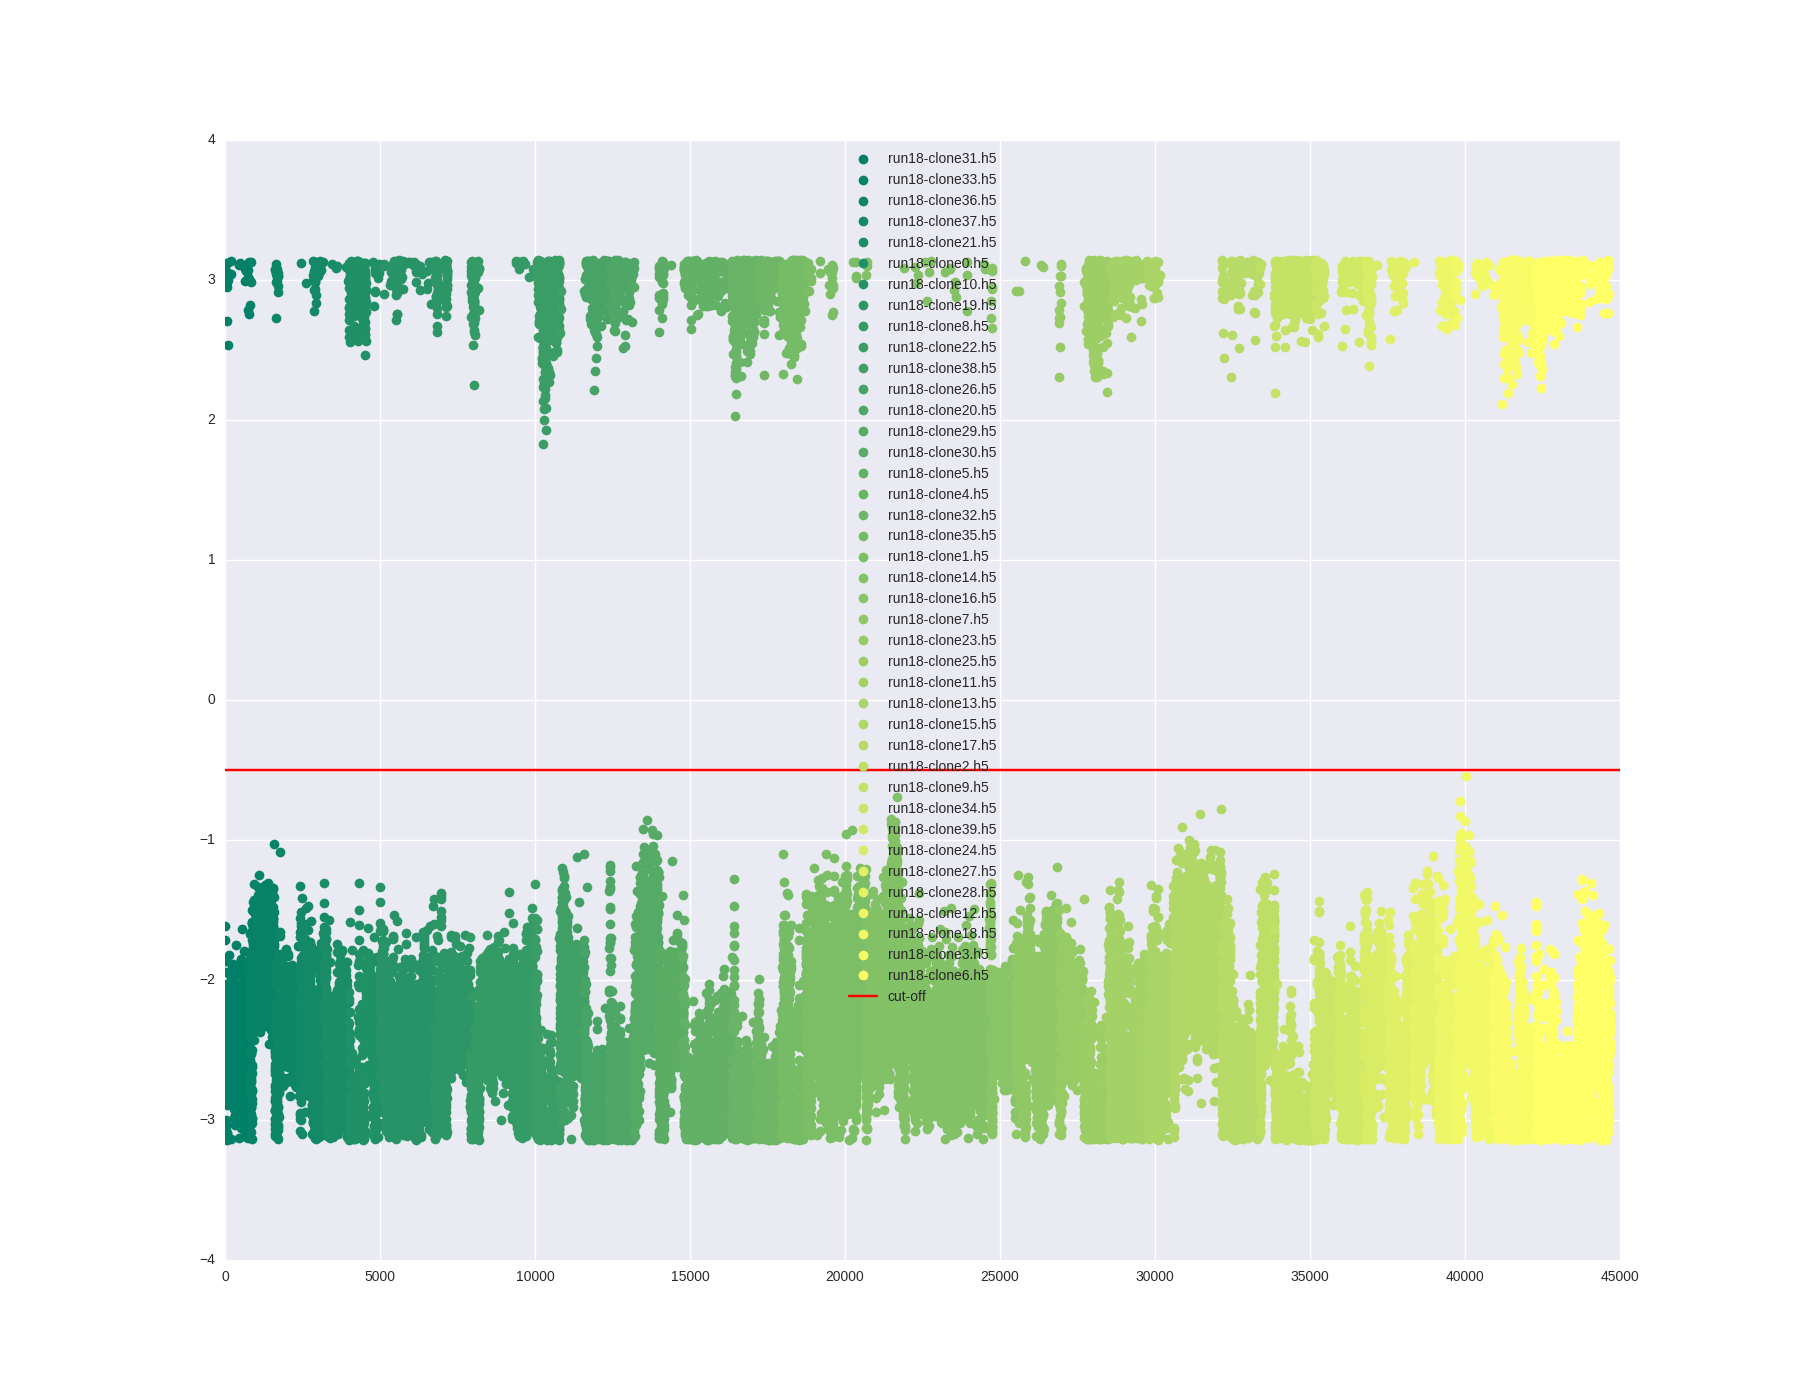 4
3
2
1
0
−1
−2
−3
−4
run18-clone31.h5
run18-clone33.h5
run18-clone36.h5
run18-clone37.h5
run18-clone21.h5
run18-clone0.h5
run18-clone10.h5
run18-clone19.h5
run18-clone8.h5
run18-clone22.h5
run18-clone38.h5
run18-clone26.h5
run18-clone20.h5
run18-clone29.h5
run18-clone30.h5
run18-clone5.h5
run18-clone4.h5
run18-clone32.h5
run18-clone35.h5
run18-clone1.h5
run18-clone14.h5
run18-clone16.h5
run18-clone7.h5
run18-clone23.h5
run18-clone25.h5
run18-clone11.h5
run18-clone13.h5
run18-clone15.h5
run18-clone17.h5
run18-clone2.h5
run18-clone9.h5
run18-clone34.h5
run18-clone39.h5
run18-clone24.h5
run18-clone27.h5
run18-clone28.h5
run18-clone12.h5
run18-clone18.h5
run18-clone3.h5
run18-clone6.h5
cut-off
0 5000 10000 15000 20000 25000 30000 35000 40000 45000